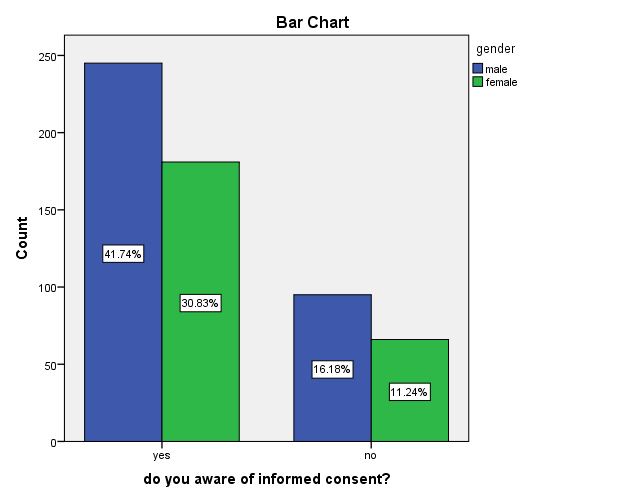 Bar Chart
gender
male
female
250
200
150
100
50
0
Count
41.74%
30.83%
16.18%
11.24%
yes
no
do you aware of informed consent?